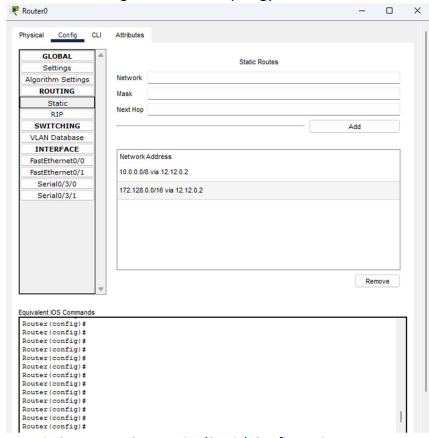 Router0
Physical Config CLI Attributes
GLOBAL
Settings
Algorithm Settings
ROUTING
Static
RIP
SWITCHING
VLAN Database
INTERFACE
FastEthernet0/0
FastEthernet0/1
Serial0/3/0
Serial0/3/1
Static Routes
Network
Mask
Next Hop
Add
Network Address
10.0.0.0/8 via 12.12.0.2
172.128.0.0/16 via 12.12.0.2
Remove
Equivalent IOS Commands
Router(config)#
Router(config)#
Router(config)#
Router(config)#
Router(config)#
Router(config)#
Router(config)#
Router(config)#
Router(config)#
Router(config)#
Router(config)#
Router(config)#